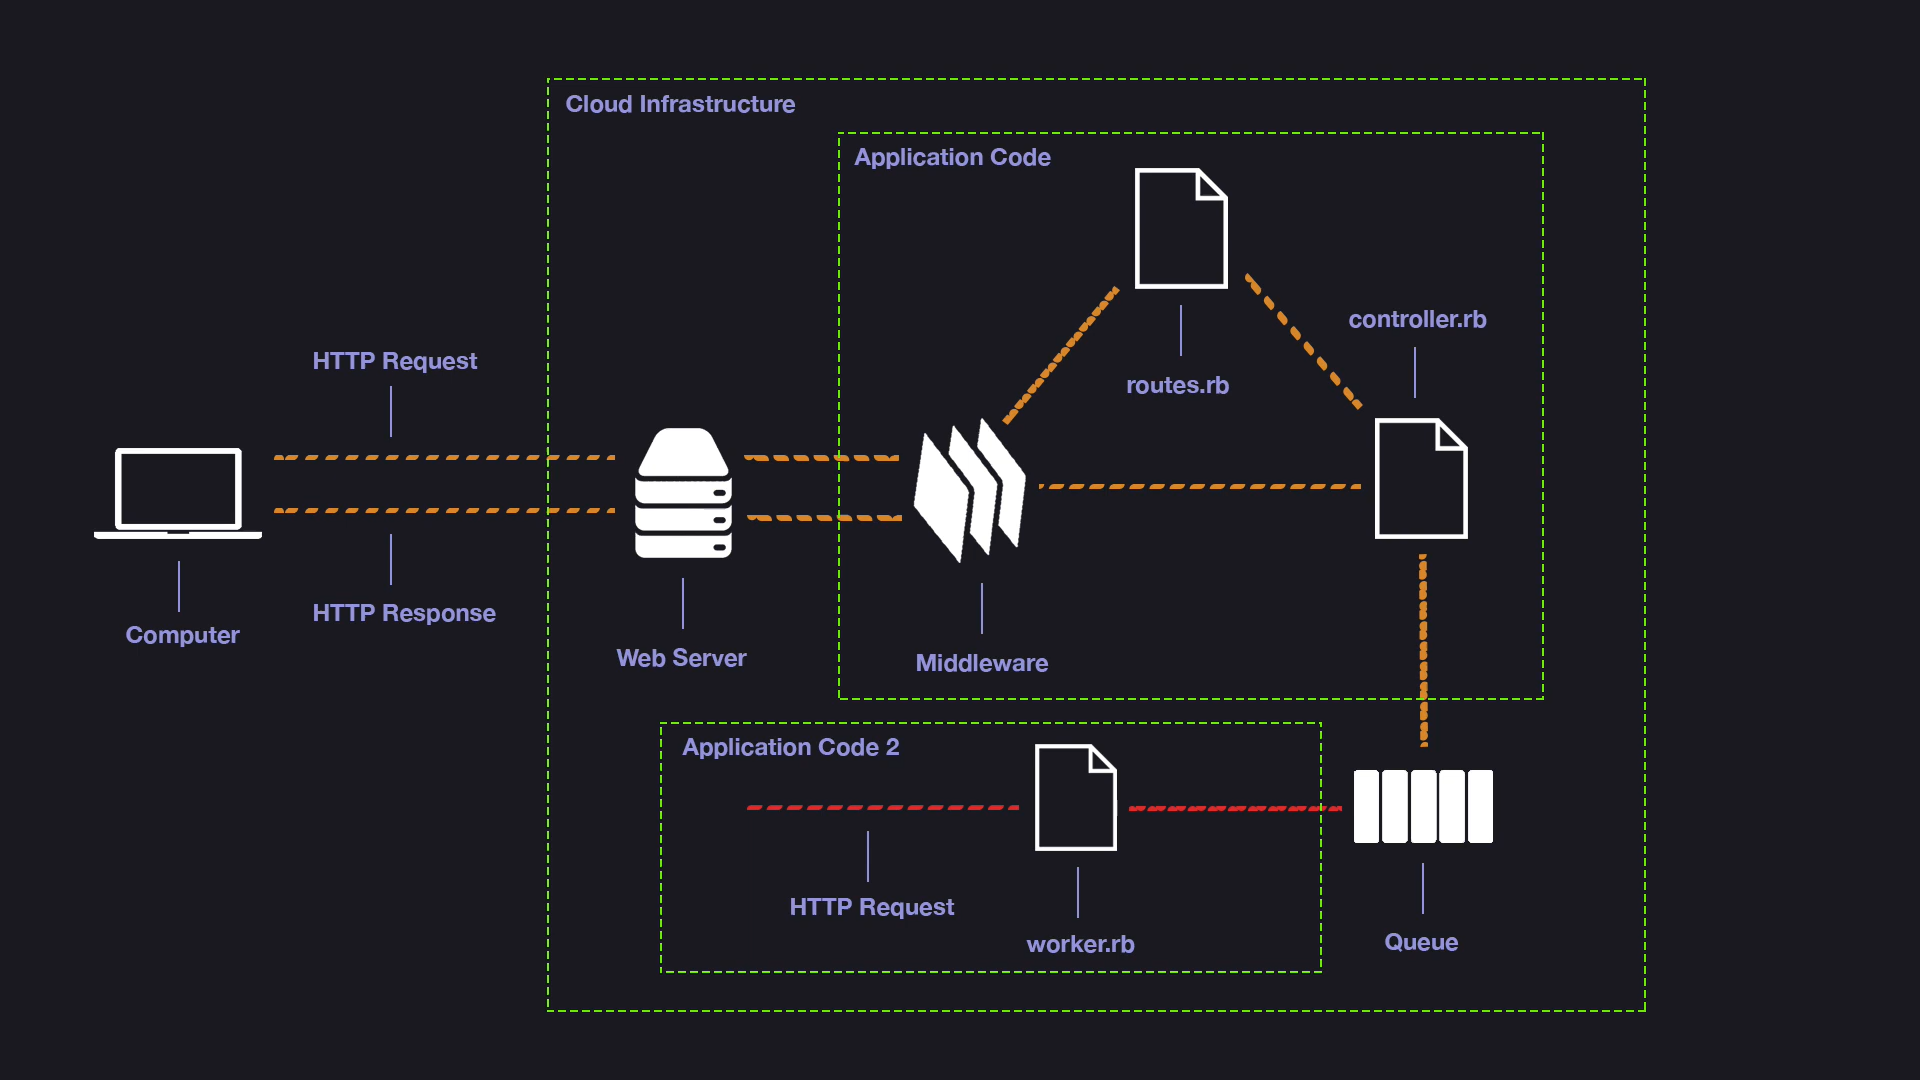 Cloud Infrastructure
Application Code
controller.rb
HTTP Request
routes.rb
HTTP Response
Computer
Web Server
Middleware
Application Code 2
HTTP Request
worker.rb
Queue